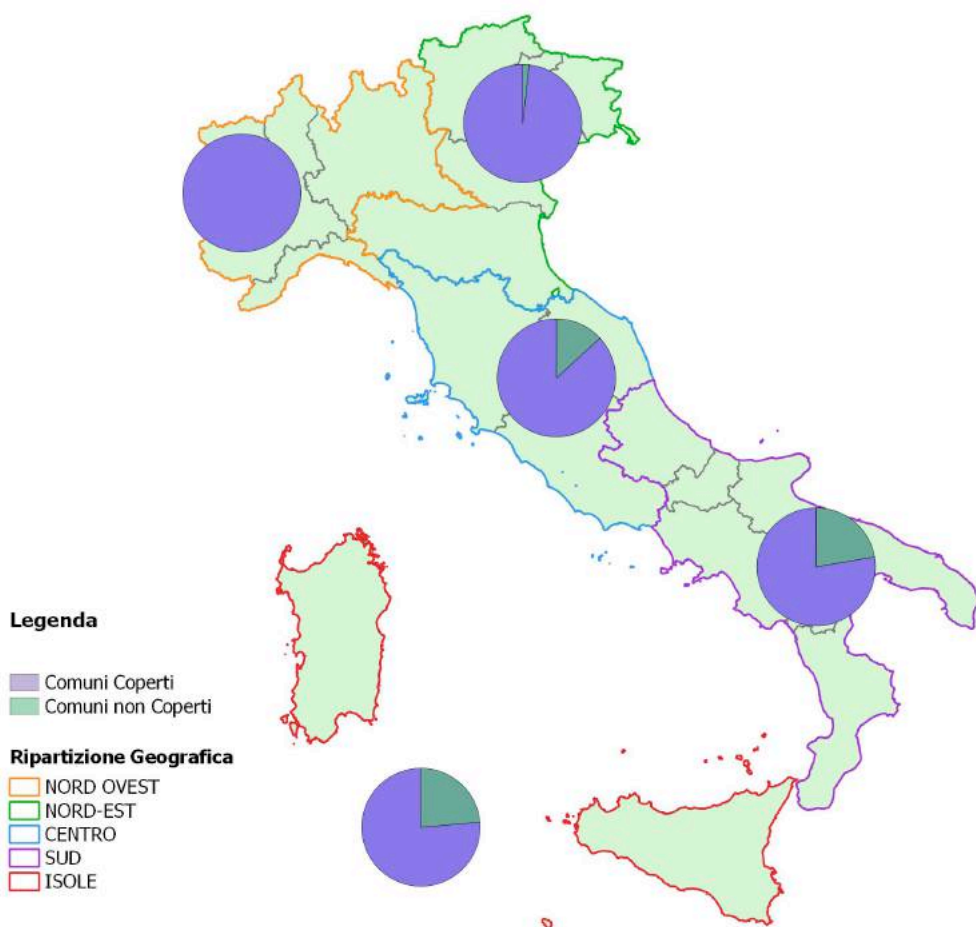 Legenda
Comuni Coperti
Comuni non Coperti
Ripartizione Geografica
NORD OVEST
NORD-EST
CENTRO
SUD
ISOLE